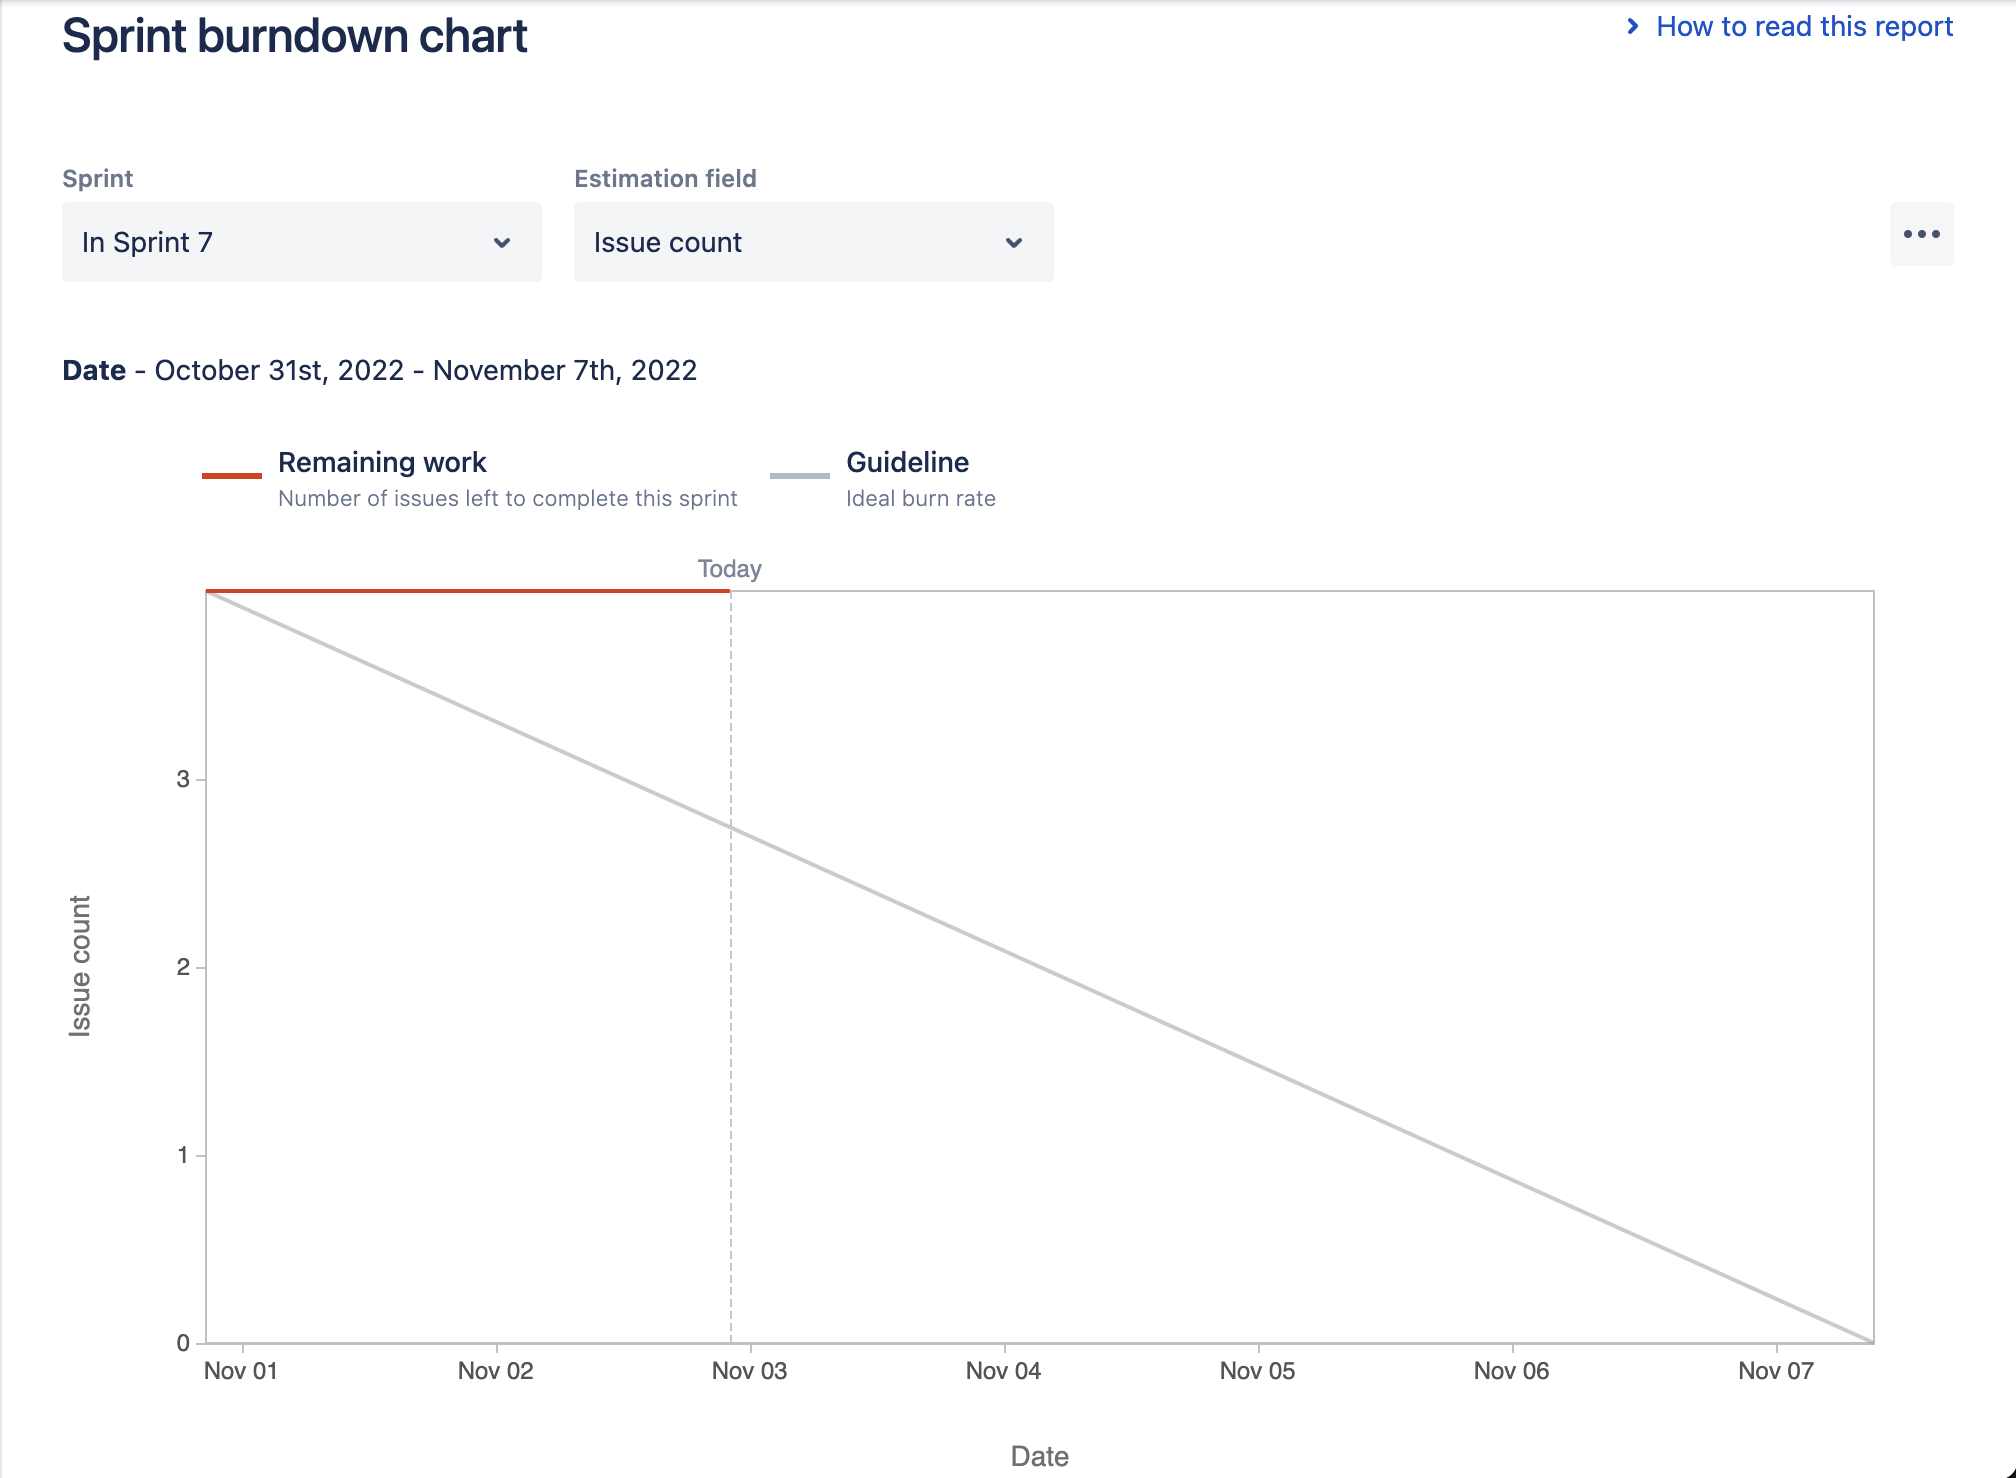 Sprint burndown chart
How to read this report
Sprint
Estimation field
In Sprint 7
Issue count
Date - October 31st, 2022 - November 7th, 2022
Remaining work
Number of issues left to complete this sprint
Guideline
Ideal burn rate
Today
3
2
1
0
Issue count
Nov 01
Nov 02
Nov 03
Nov 04
Nov 05
Nov 06
Nov 07
Date